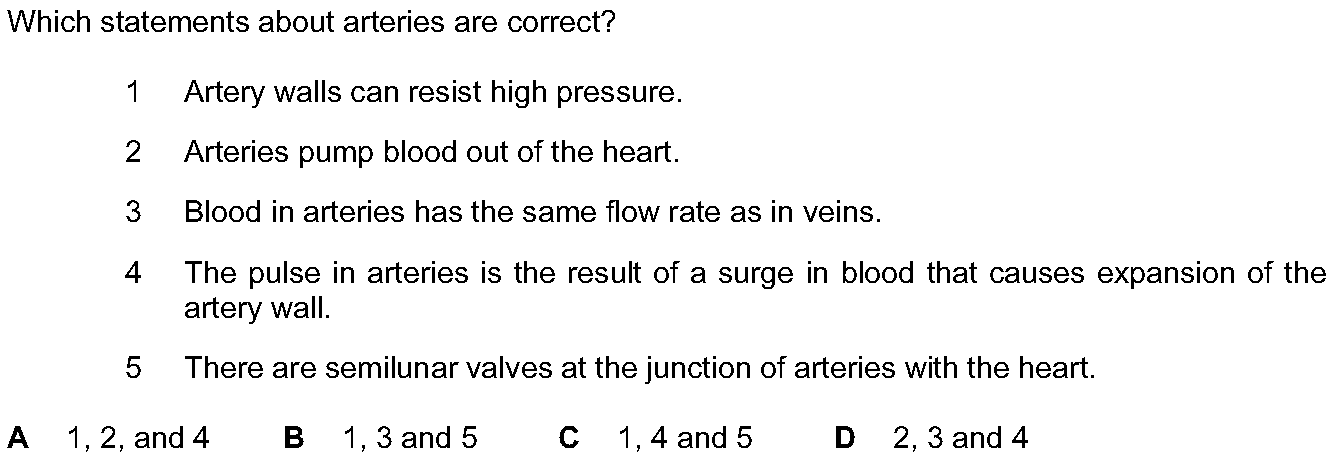 Which statements about arteries are correct?
1 Artery walls can resist high pressure.
2 Arteries pump blood out of the heart.
3 Blood in arteries has the same flow rate as in veins.
4 The pulse in arteries is the result of a surge in blood that causes expansion of the
artery wall.
5 There are semilunar valves at the junction of arteries with the heart.
A 1, 2, and 4 B 1, 3 and 5 C 1, 4 and 5 D 2, 3 and 4